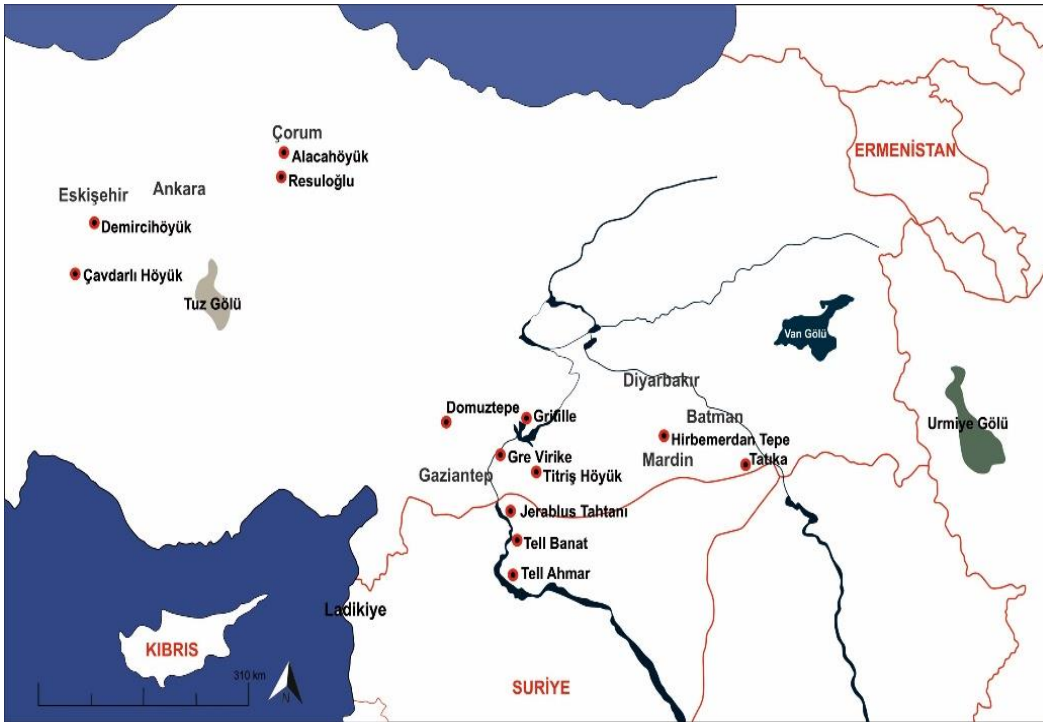 Çorum
Alacahöyük
Resuloğlu
ERMENİSTAN
Eskişehir
Ankara
Demircihöyük
Çavdarlı Höyük
Tuz Gölü
Van Gölü
Diyarbakır
Domuztepe
Gritille
Batman
Urmiye Gölü
Hirbemerdan Tepe
Gre Virike
Mardin
Tatıka
Gaziantep
Titriş Höyük
Jerablus Tahtanı
Tell Banat
Tell Ahmar
Ladikiye
KIBRIS
310 km
N
SURİYE